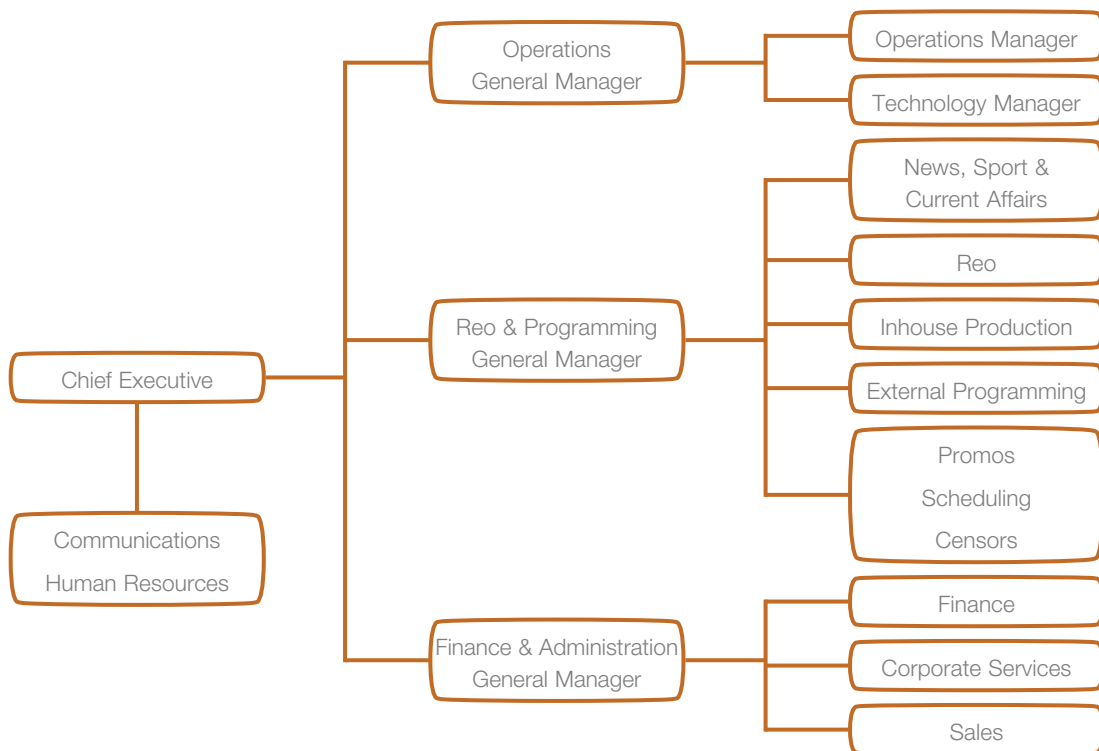 Operations
General Manager
Operations Manager
Technology Manager
News, Sport &
Current Affairs
Reo
Reo & Programming
General Manager
Inhouse Production
External Programming
Chief Executive
Promos
Scheduling
Censors
Communications
Human Resources
Finance & Administration
General Manager
Finance
Corporate Services
Sales